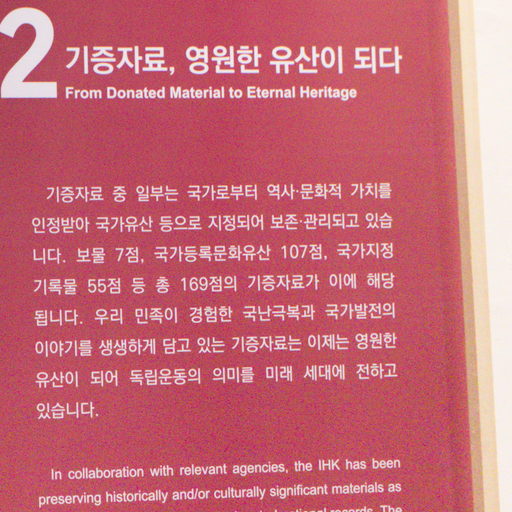 2
기증자료, 영원한 유산이 되다
From Donated Material to Eternal Heritage
기증자료 중 일부는 국가로부터 역사·문화적 가치를
인정받아 국가유산 등으로 지정되어 보존·관리되고 있습
니다. 보물 7점, 국가등록문화유산 107점, 국가지정
기록물 55점 등 총 169점의 기증자료가 이에 해당
됩니다. 우리 민족이 경험한 국난극복과 국가발전의
이야기를 생생하게 담고 있는 기증자료는 이제는 영원한
유산이 되어 독립운동의 의미를 미래 세대에 전하고
있습니다.
In collaboration with relevant agencies, the IHK has been
preserving historically and/or culturally significant materials as
records. The